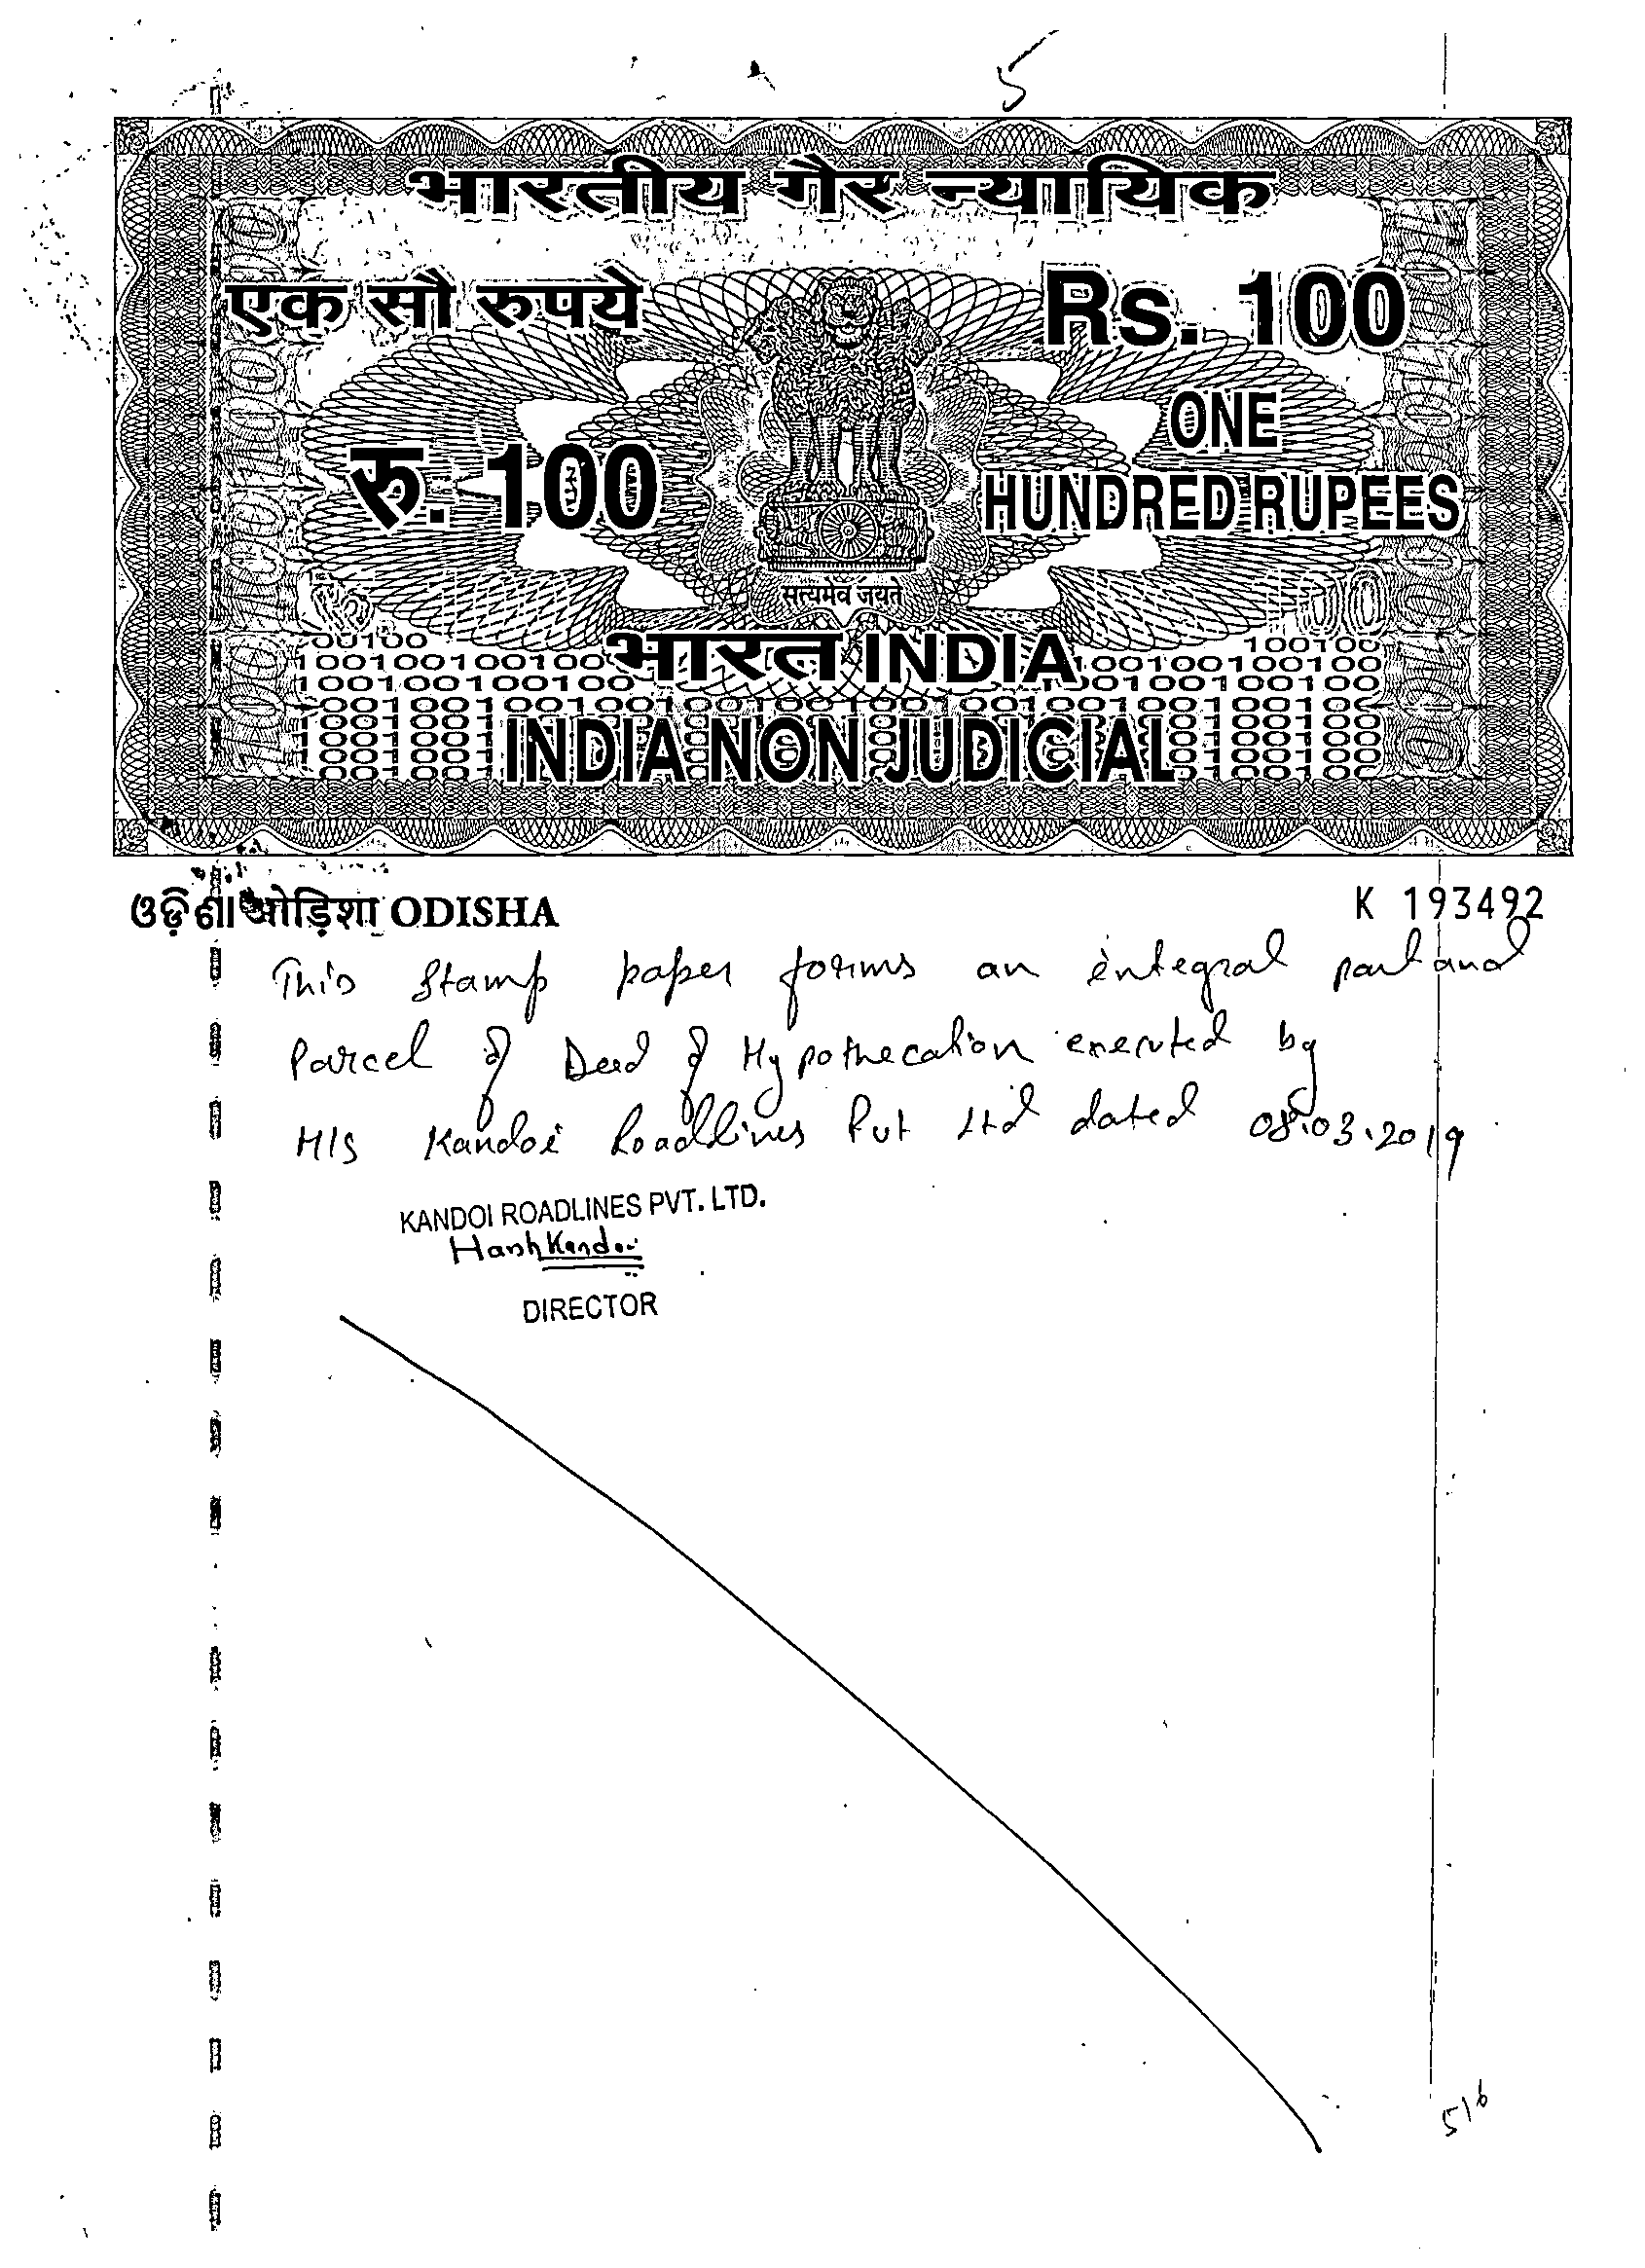 5
भारतीय गैर न्यायिक
एक सौ रुपये Rs. 100
रु. 100 ONE
HUNDRED RUPEES
सत्यमेव जयते
भारत INDIA
INDIA NON JUDICIAL
ଓଡ଼ିଶା ओड़िशा ODISHA K 193492
This Stamp paper forms an integral part and
Parcel of Deed of Hypothecation executed by
M/s Kandoi Roadlines Pvt Ltd dated 08.03.2019
KANDOI ROADLINES PVT. LTD.
Harsh Kandoi
DIRECTOR
5/6